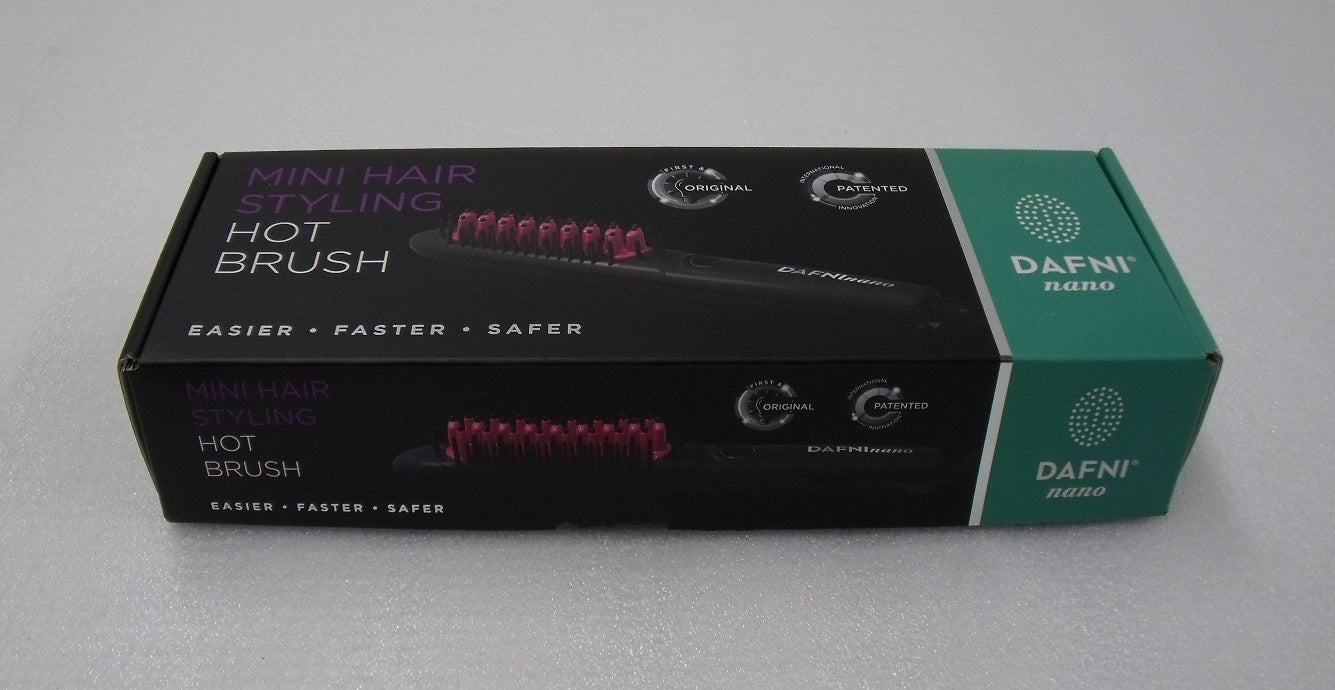 MINI HAIR
STYLING
HOT
BRUSH
EASIER • FASTER • SAFER
FIRST &
ORIGINAL
INTERNATIONAL
PATENTED
INNOVATION
DAFNInano
DAFNI®
nano
MINI HAIR
STYLING
HOT
BRUSH
EASIER • FASTER • SAFER
FIRST &
ORIGINAL
INTERNATIONAL
PATENTED
INNOVATION
DAFNInano
DAFNI®
nano